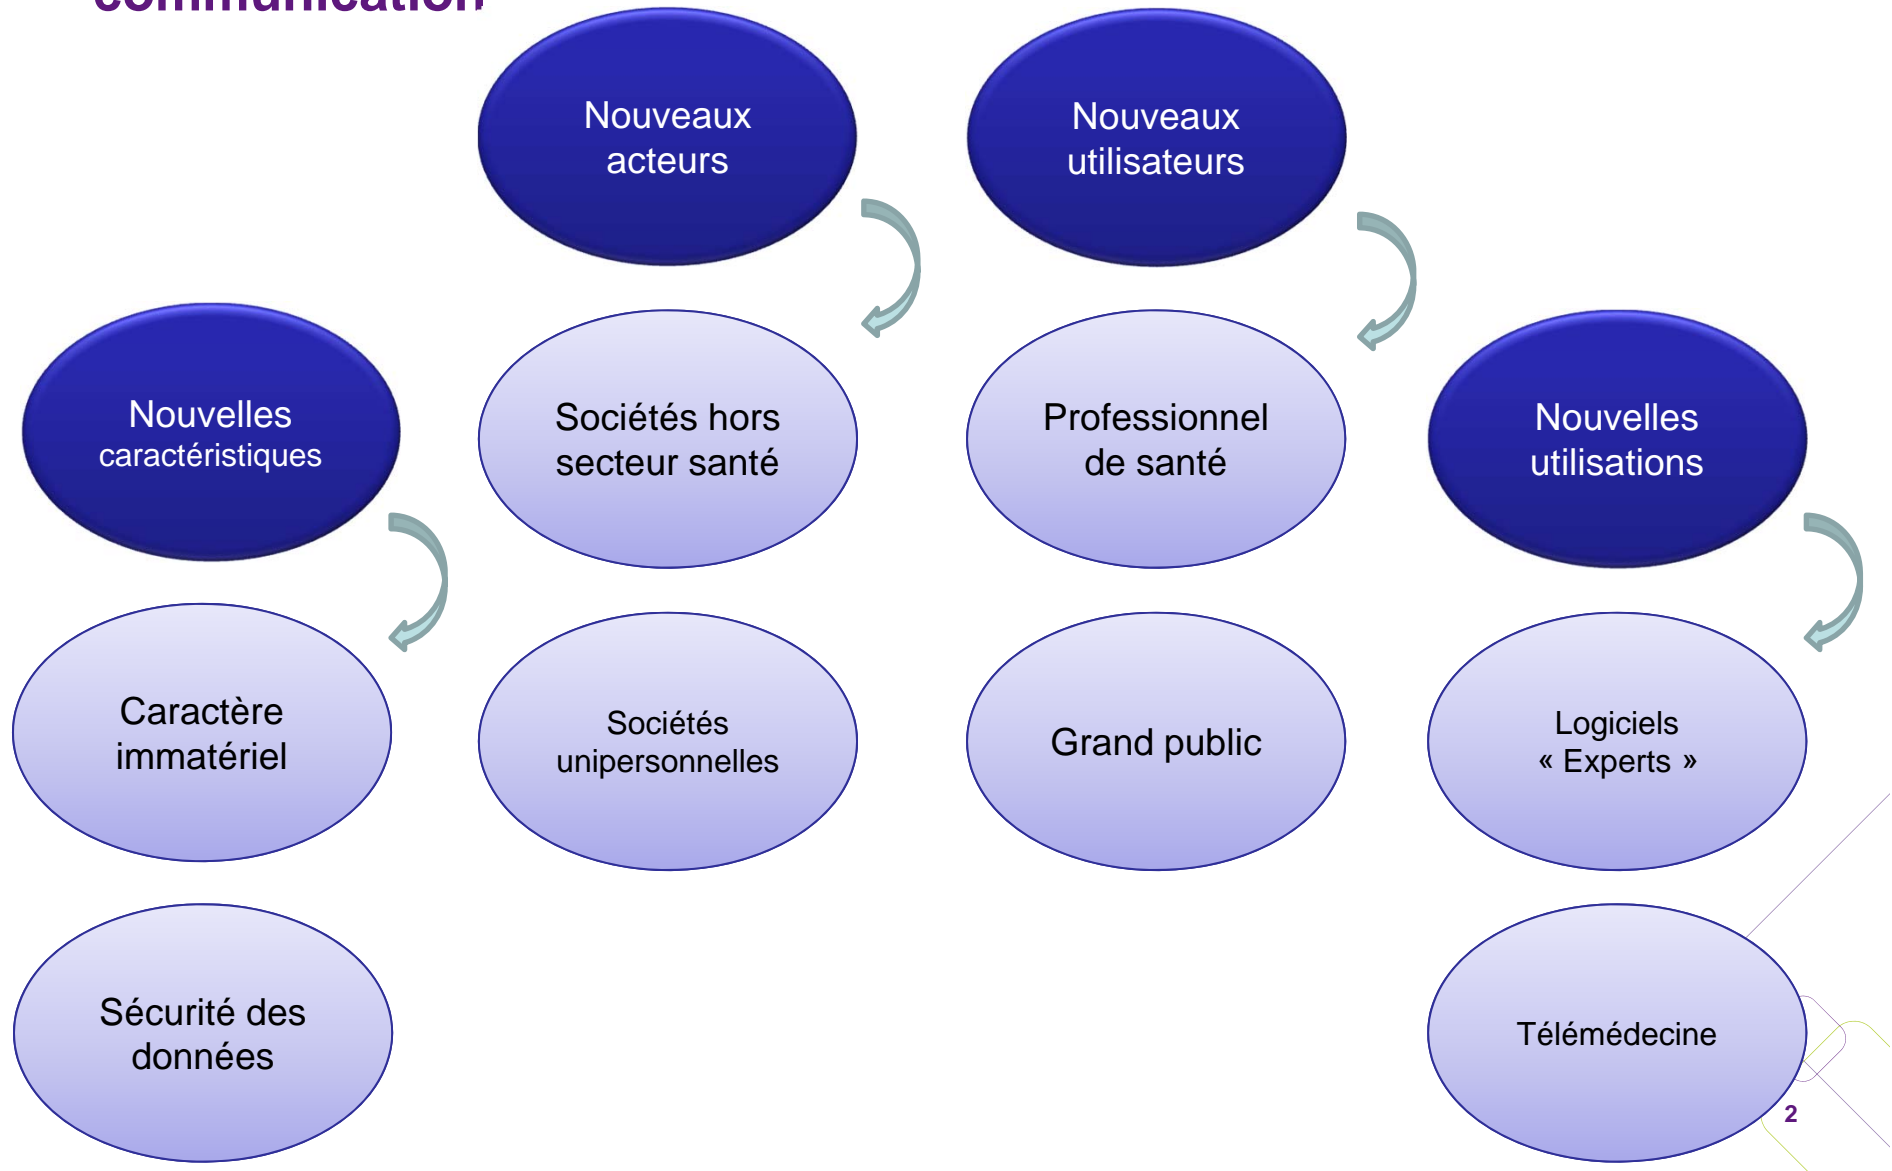 communication
Nouveaux
acteurs
Nouveaux
utilisateurs
Nouvelles
caractéristiques
Sociétés hors
secteur santé
Professionnel
de santé
Nouvelles
utilisations
Caractère
immatériel
Sociétés
unipersonnelles
Grand public
Logiciels
« Experts »
Sécurité des
données
Télémédecine
2